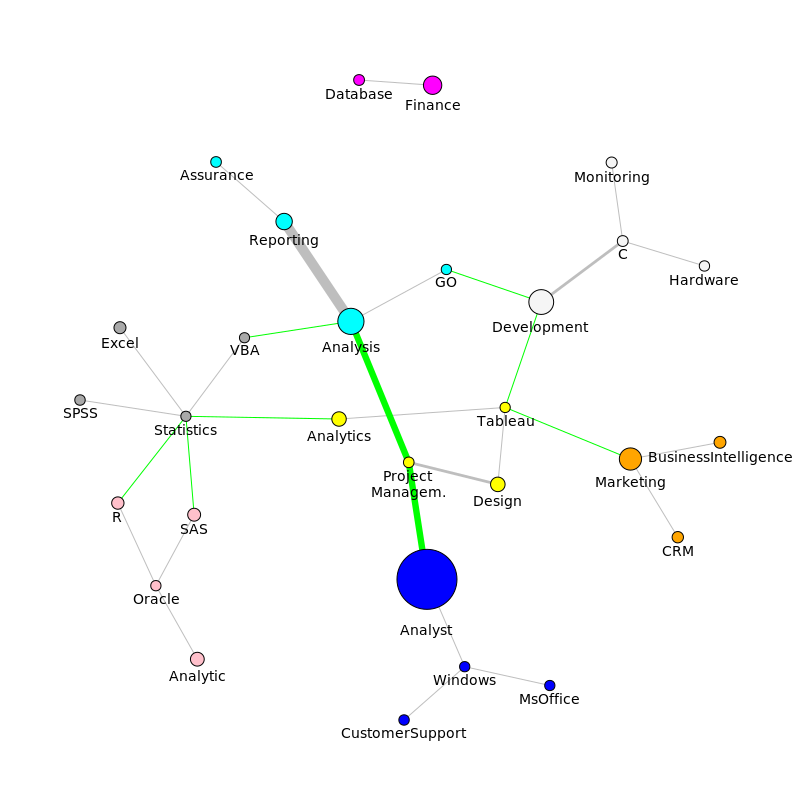 Database
Finance
Assurance
Monitoring
Reporting
C
Hardware
GO
Development
Excel
VBA
Analysis
SPSS
Statistics
Analytics
Tableau
BusinessIntelligence
Project
Managem.
Marketing
Design
R
SAS
CRM
Oracle
Analyst
Analytic
Windows
MsOffice
CustomerSupport